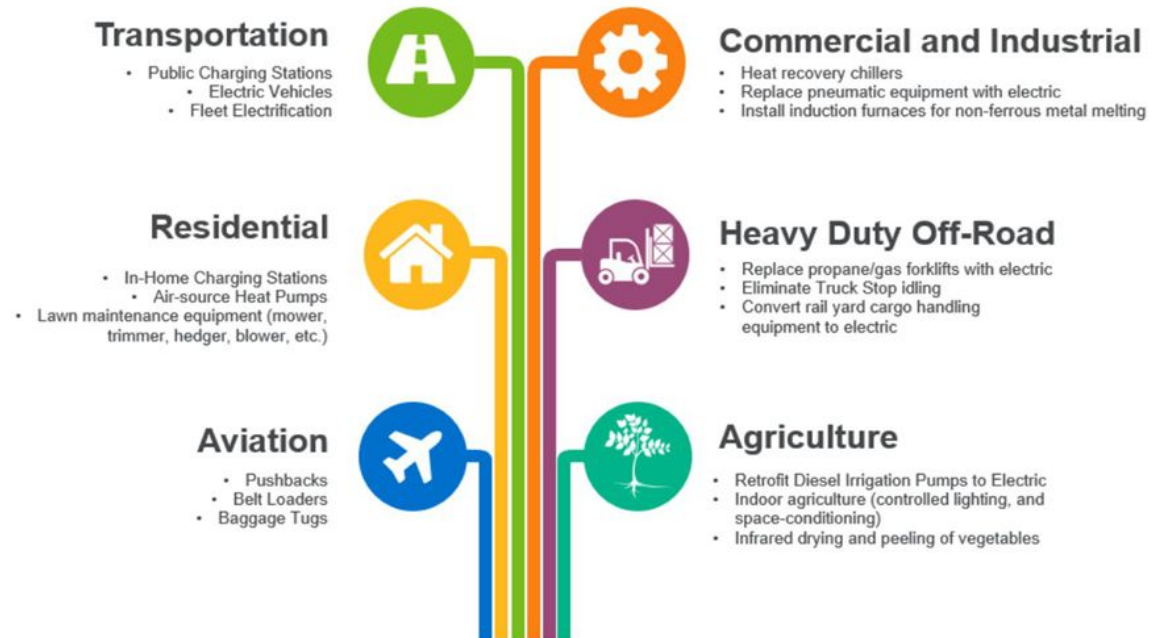 Transportation
• Public Charging Stations
• Electric Vehicles
• Fleet Electrification
Commercial and Industrial
• Heat recovery chillers
• Replace pneumatic equipment with electric
• Install induction furnaces for non-ferrous metal melting
Residential
• In-Home Charging Stations
• Air-source Heat Pumps
• Lawn maintenance equipment (mower,
trimmer, hedger, blower, etc.)
Heavy Duty Off-Road
• Replace propane/gas forklifts with electric
• Eliminate Truck Stop idling
• Convert rail yard cargo handling
equipment to electric
Aviation
• Pushbacks
• Belt Loaders
• Baggage Tugs
Agriculture
• Retrofit Diesel Irrigation Pumps to Electric
• Indoor agriculture (controlled lighting, and
space-conditioning)
• Infrared drying and peeling of vegetables